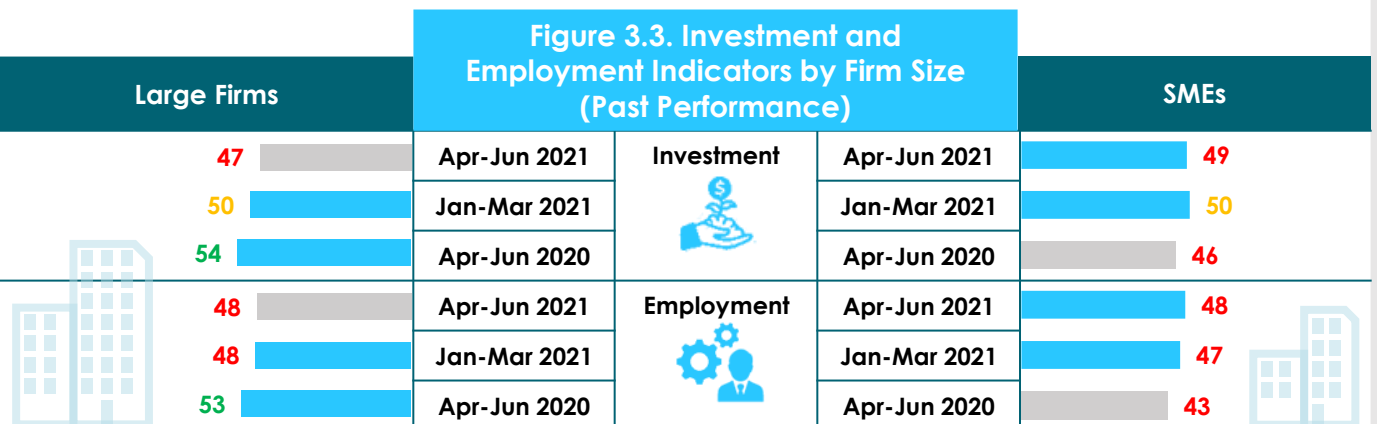 Figure 3.3. Investment and
Employment Indicators by Firm Size
(Past Performance)
Large Firms
SMEs
47 Apr-Jun 2021 Investment Apr-Jun 2021 49
50 Jan-Mar 2021 Jan-Mar 2021 50
54 Apr-Jun 2020 Apr-Jun 2020 46
48 Apr-Jun 2021 Employment Apr-Jun 2021 48
48 Jan-Mar 2021 Jan-Mar 2021 47
53 Apr-Jun 2020 Apr-Jun 2020 43